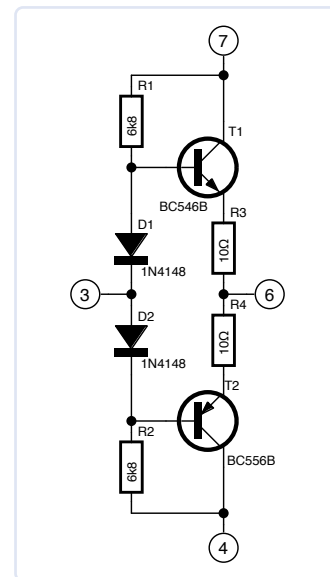 7
R1
6k8
T1
BC546B
R3
D1
10Ω
1N4148
3
6
R4
D2
10Ω
1N4148
T2
R2
6k8
BC556B
4